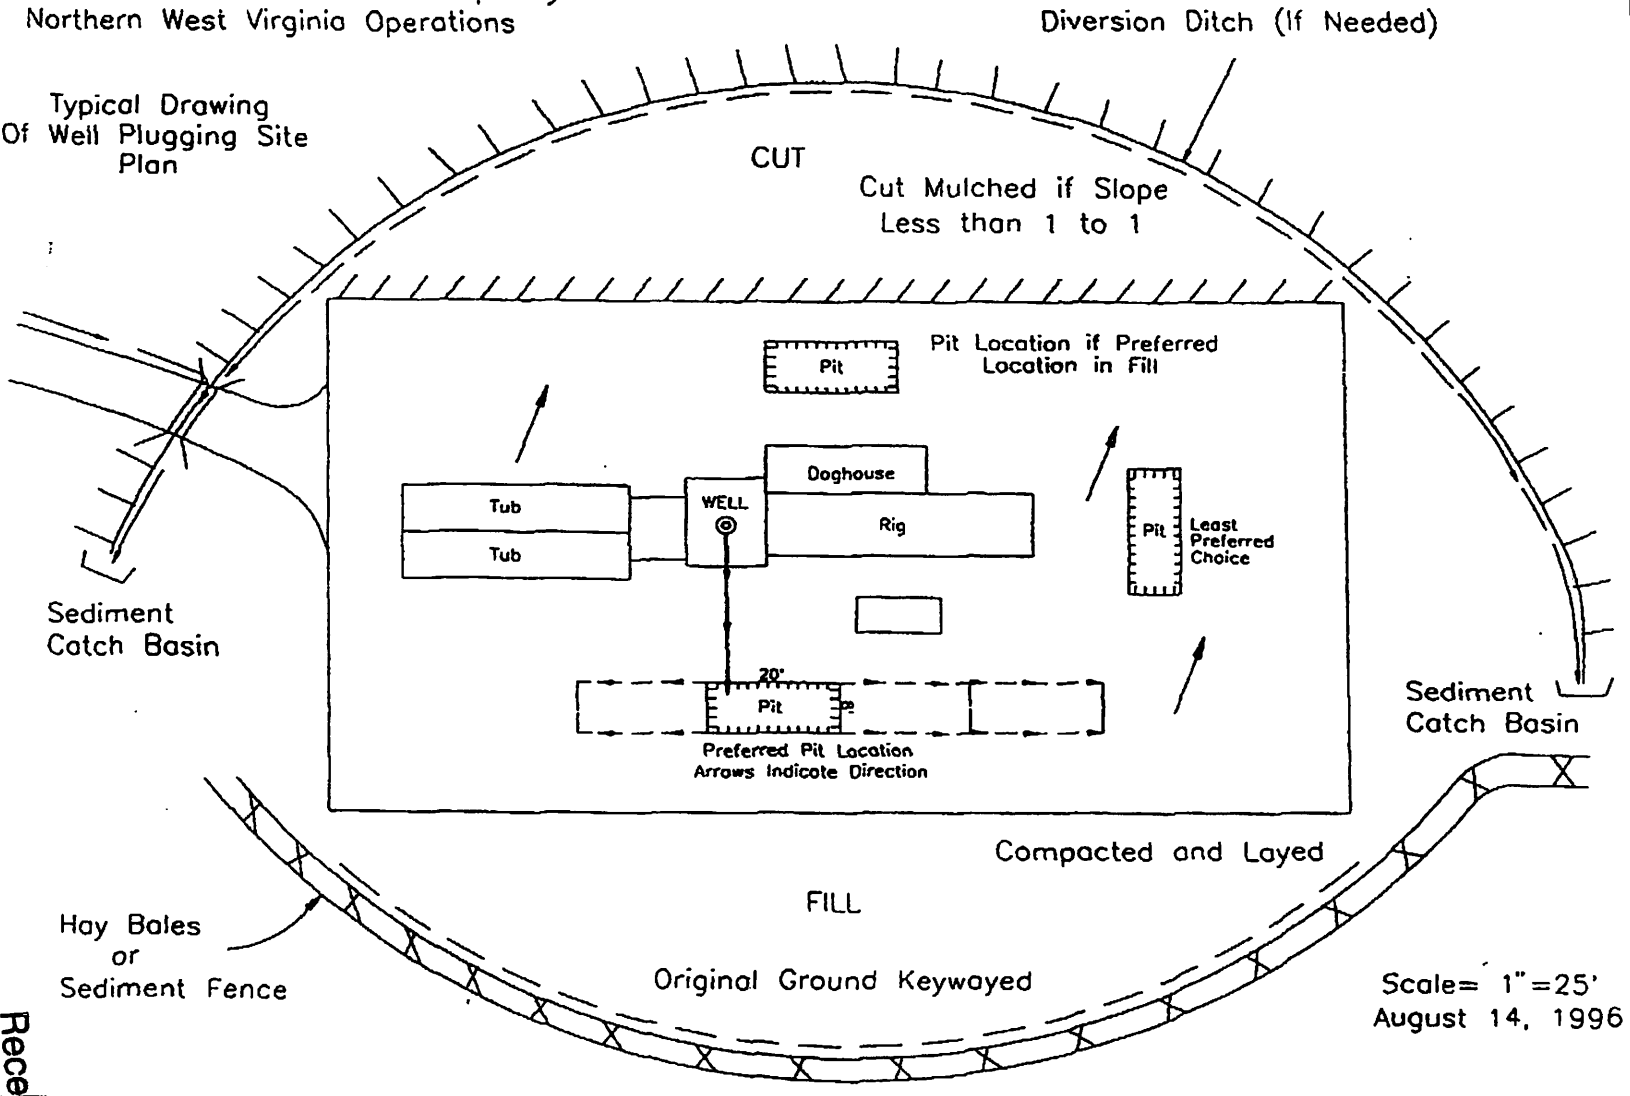 Northern West Virginia Operations
Diversion Ditch (If Needed)
Typical Drawing
Of Well Plugging Site
Plan
CUT
Cut Mulched if Slope
Less than 1 to 1
Pit
Pit Location if Preferred
Location in Fill
Doghouse
Tub
WELL
Rig
Tub
Pit
Least
Preferred
Choice
Sediment
Catch Basin
20'
Pit
8'
Preferred Pit Location
Arrows Indicate Direction
Sediment
Catch Basin
Compacted and Layed
FILL
Hay Bales
or
Sediment Fence
Original Ground Keywayed
Scale= 1"=25'
August 14, 1996
Rece